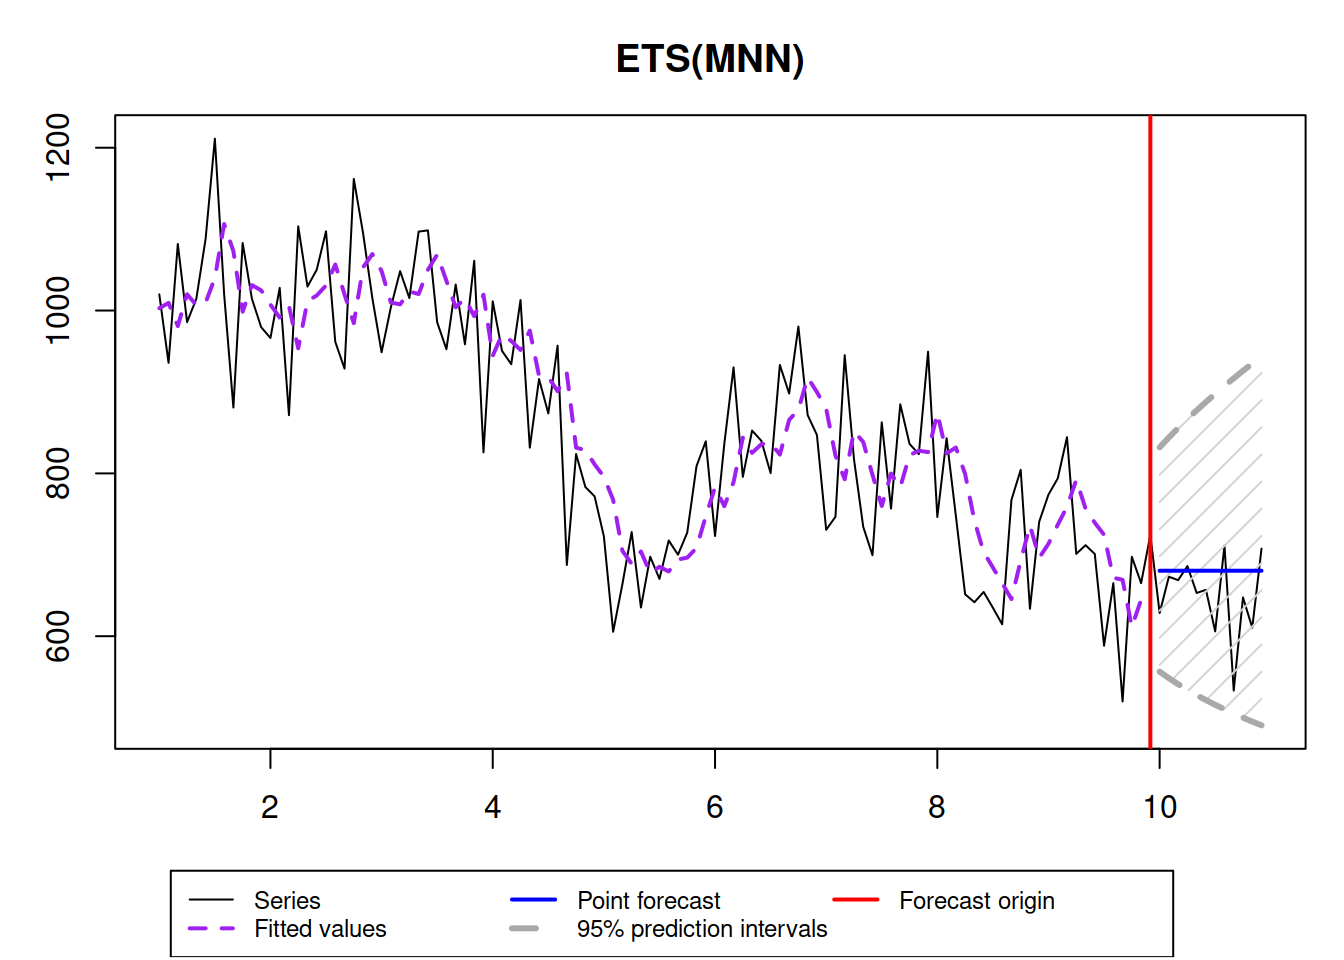 ETS(MNN)
1200
1000
800
600
2 4 6 8 10
Series Point forecast Forecast origin
Fitted values 95% prediction intervals